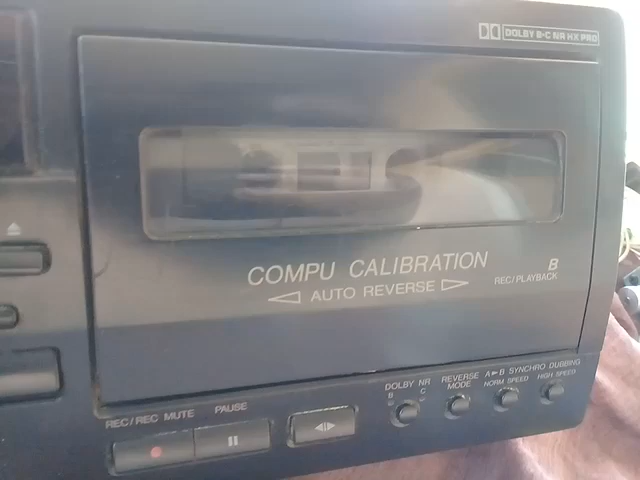 DOLBY B-C NR HX PRO
COMPU CALIBRATION
AUTO REVERSE
B
REC/PLAYBACK
DOLBY NR
B C
REVERSE
MODE
A►B SYNCHRO DUBBING
NORM SPEED
HIGH SPEED
REC/REC MUTE
PAUSE